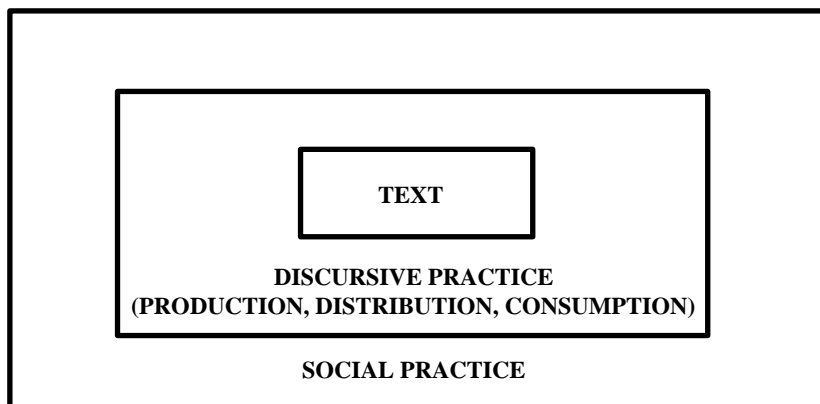 TEXT
DISCURSIVE PRACTICE
(PRODUCTION, DISTRIBUTION, CONSUMPTION)
SOCIAL PRACTICE